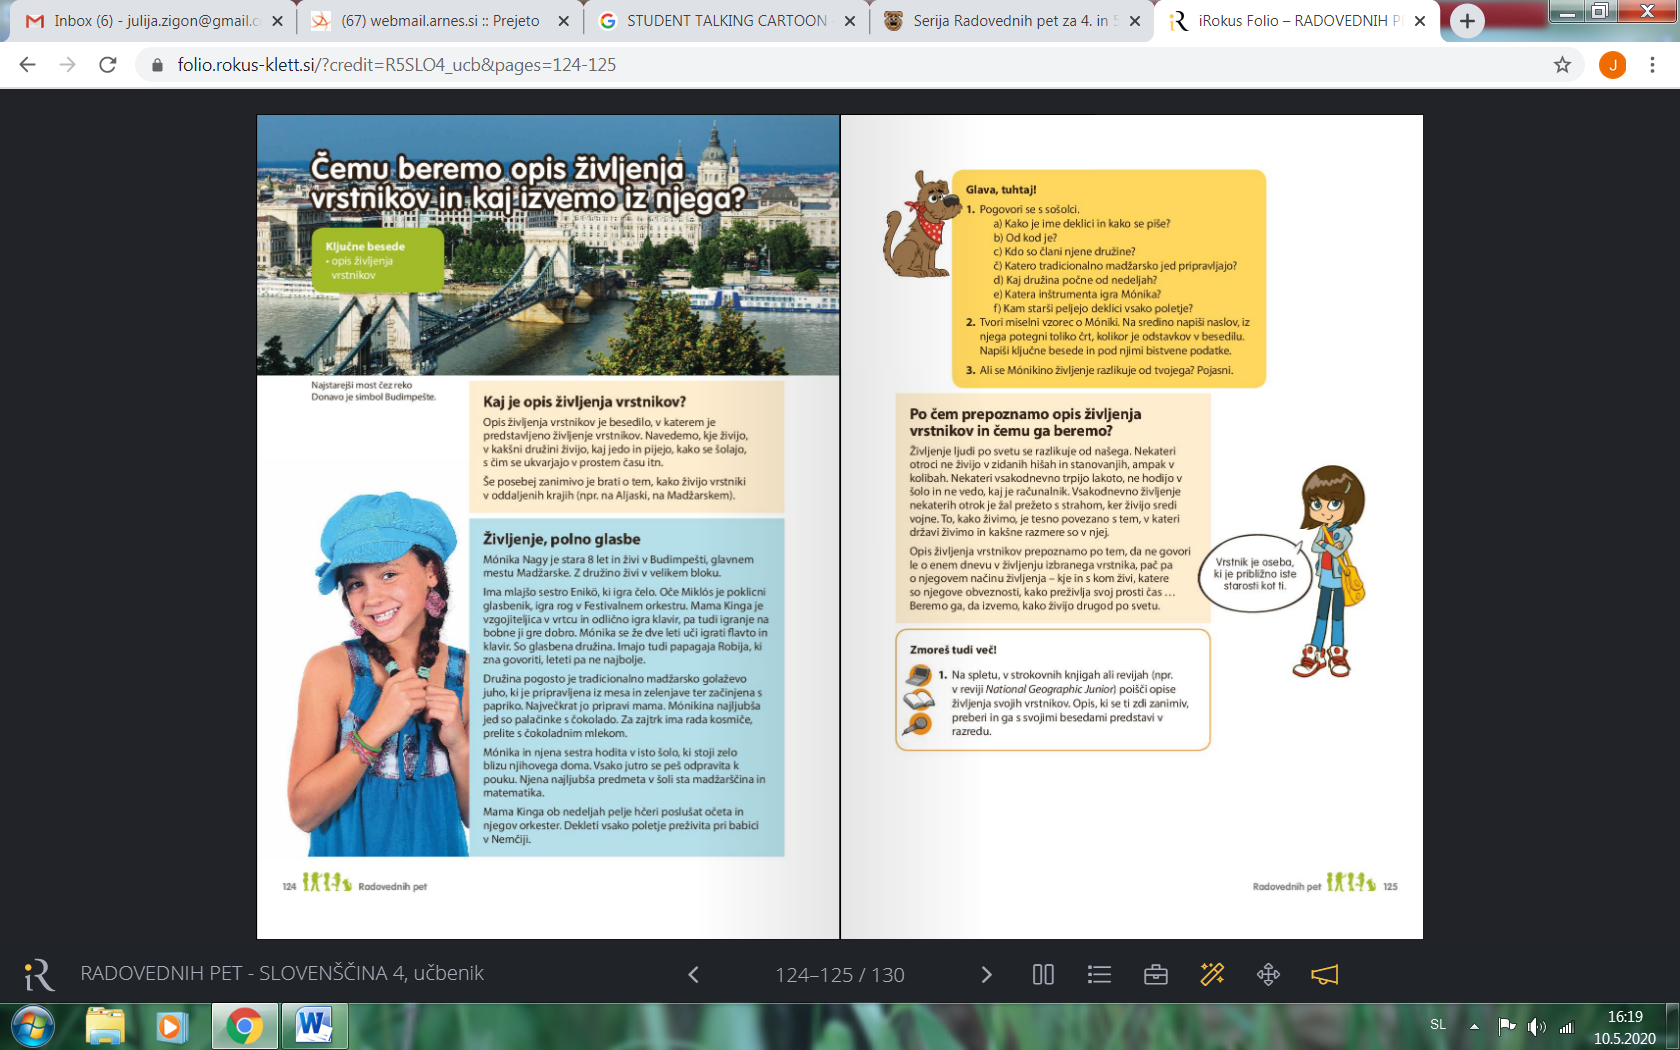 Inbox (6) - julija.zigon@gmail.c
(67) webmail.arnes.si :: Prejeto
STUDENT TALKING CARTOON
Serija Radovednih pet za 4. in 5
iRokus Folio – RADOVEDNIH P
folio.rokus-klett.si/?credit=R5SLO4_ucb&pages=124-125
J
Čemu beremo opis življenja
vrstnikov in kaj izvemo iz njega?
Ključne besede
• opis življenja
vrstnikov
Najstarejši most čez reko
Donavo je simbol Budimpešte.
Kaj je opis življenja vrstnikov?
Opis življenja vrstnikov je besedilo, v katerem je
predstavljeno življenje vrstnikov. Navedemo, kje živijo,
v kakšni družini živijo, kaj jedo in pijejo, kako se šolajo,
s čim se ukvarjajo v prostem času itn.
Še posebej zanimivo je brati o tem, kako živijo vrstniki
v oddaljenih krajih (npr. na Aljaski, na Madžarskem).
Življenje, polno glasbe
Mónika Nagy je stara 8 let in živi v Budimpešti, glavnem
mestu Madžarske. Z družino živi v velikem bloku.
Ima mlajšo sestro Enikö, ki igra čelo. Oče Miklós je poklicni
glasbenik, igra rog v Festivalnem orkestru. Mama Kinga je
vzgojiteljica v vrtcu in odlično igra klavir, pa tudi igranje na
bobne ji gre dobro. Mónika se že dve leti uči igrati flavto in
klavir. So glasbena družina. Imajo tudi papagaja Robija, ki
zna govoriti, leteti pa ne najbolje.
Družina pogosto je tradicionalno madžarsko golaževo
juho, ki je pripravljena iz mesa in zelenjave ter začinjena s
papriko. Največkrat jo pripravi mama. Mónikina najljubša
jed so palačinke s čokolado. Za zajtrk ima rada kosmiče,
prelite s čokoladnim mlekom.
Mónika in njena sestra hodita v isto šolo, ki stoji zelo
blizu njihovega doma. Vsako jutro se peš odpravita k
pouku. Njena najljubša predmeta v šoli sta madžarščina in
matematika.
Mama Kinga ob nedeljah pelje hčeri poslušat očeta in
njegov orkester. Dekleti vsako poletje preživita pri babici
v Nemčiji.
124 Radovednih pet
Glava, tuhtaj!
1. Pogovori se s sošolci.
a) Kako je ime deklici in kako se piše?
b) Od kod je?
c) Kdo so člani njene družine?
č) Katero tradicionalno madžarsko jed pripravljajo?
d) Kaj družina počne od nedeljah?
e) Katera inštrumenta igra Mónika?
f) Kam starši peljejo deklici vsako poletje?
2. Tvori miselni vzorec o Móniki. Na sredino napiši naslov, iz
njega potegni toliko črt, kolikor je odstavkov v besedilu.
Napiši ključne besede in pod njimi bistvene podatke.
3. Ali se Mónikino življenje razlikuje od tvojega? Pojasni.
Po čem prepoznamo opis življenja
vrstnikov in čemu ga beremo?
Življenje ljudi po svetu se razlikuje od našega. Nekateri
otroci ne živijo v zidanih hišah in stanovanjih, ampak v
kolibah. Nekateri vsakodnevno trpijo lakoto, ne hodijo v
šolo in ne vedo, kaj je računalnik. Vsakodnevno življenje
nekaterih otrok je žal prežeto s strahom, ker živijo sredi
vojne. To, kako živimo, je tesno povezano s tem, v kateri
državi živimo in kakšne razmere so v njej.
Opis življenja vrstnikov prepoznamo po tem, da ne govori
le o enem dnevu v življenju izbranega vrstnika, pač pa
o njegovem načinu življenja – kje in s kom živi, katere
so njegove obveznosti, kako preživlja svoj prosti čas …
Beremo ga, da izvemo, kako živijo drugod po svetu.
Vrstnik je oseba,
ki je približno iste
starosti kot ti.
Zmoreš tudi več!
1. Na spletu, v strokovnih knjigah ali revijah (npr.
v reviji National Geographic Junior) poišči opise
življenja svojih vrstnikov. Opis, ki se ti zdi zanimiv,
preberi in ga s svojimi besedami predstavi v
razredu.
Radovednih pet 125
iR RADOVEDNIH PET - SLOVENŠČINA 4, učbenik
124–125 / 130
SL
16:19
10.5.2020